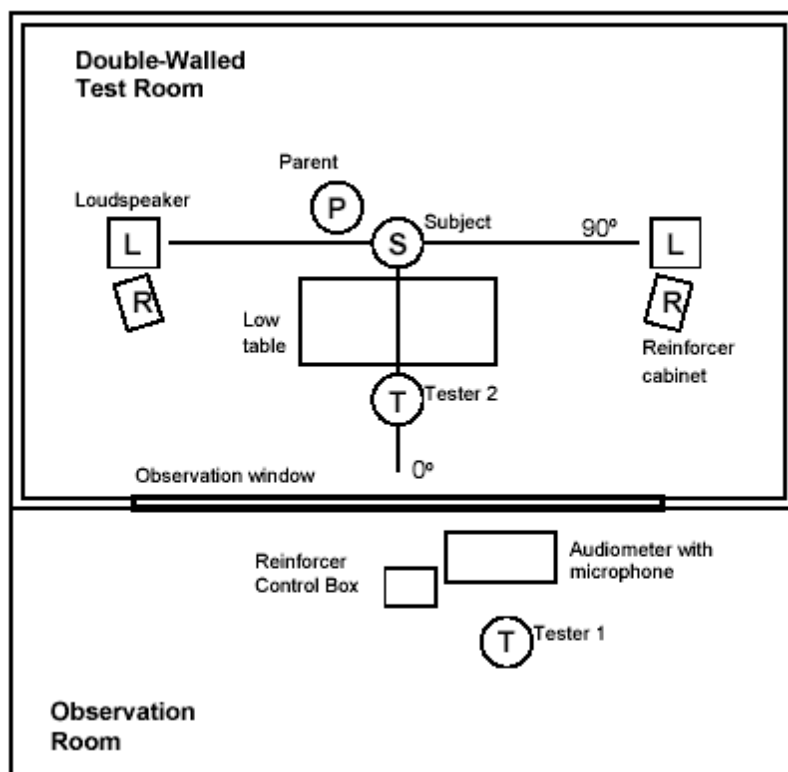 Double-Walled
Test Room
Parent
P
Loudspeaker
L
S
Subject
90º
L
R
R
Low
table
Reinforcer
cabinet
T
Tester 2
0º
Observation window
Reinforcer
Control Box
Audiometer with
microphone
T
Tester 1
Observation
Room